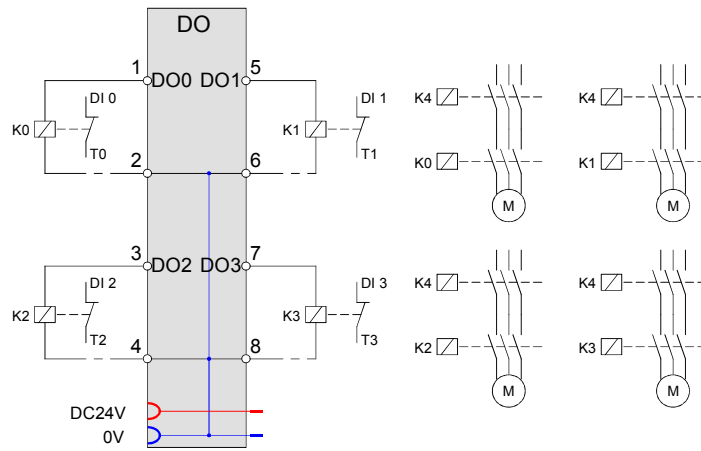 DO
1 DO0 DO1 5
DI 0 DI 1
K0 K1
T0 T1
2 6
3 DO2 DO3 7
DI 2 DI 3
K2 K3
T2 T3
4 8
DC24V
0V
K4 K4
K0 K1
M M
K4 K4
K2 K3
M M